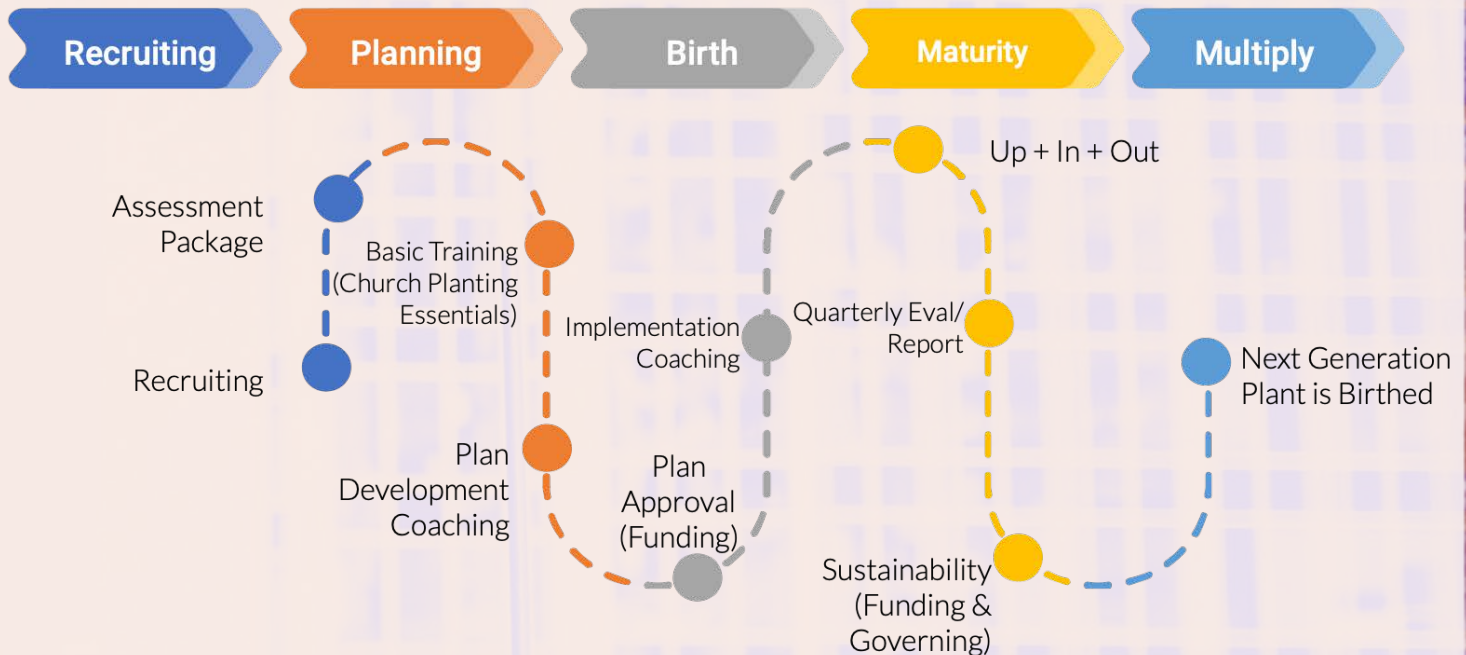 Recruiting
Planning
Birth
Maturity
Multiply
Assessment
Package
Recruiting
Basic Training
(Church Planting
Essentials)
Plan
Development
Coaching
Plan
Approval
(Funding)
Implementation
Coaching
Up + In + Out
Quarterly Eval/
Report
Sustainability
(Funding &
Governing)
Next Generation
Plant is Birthed